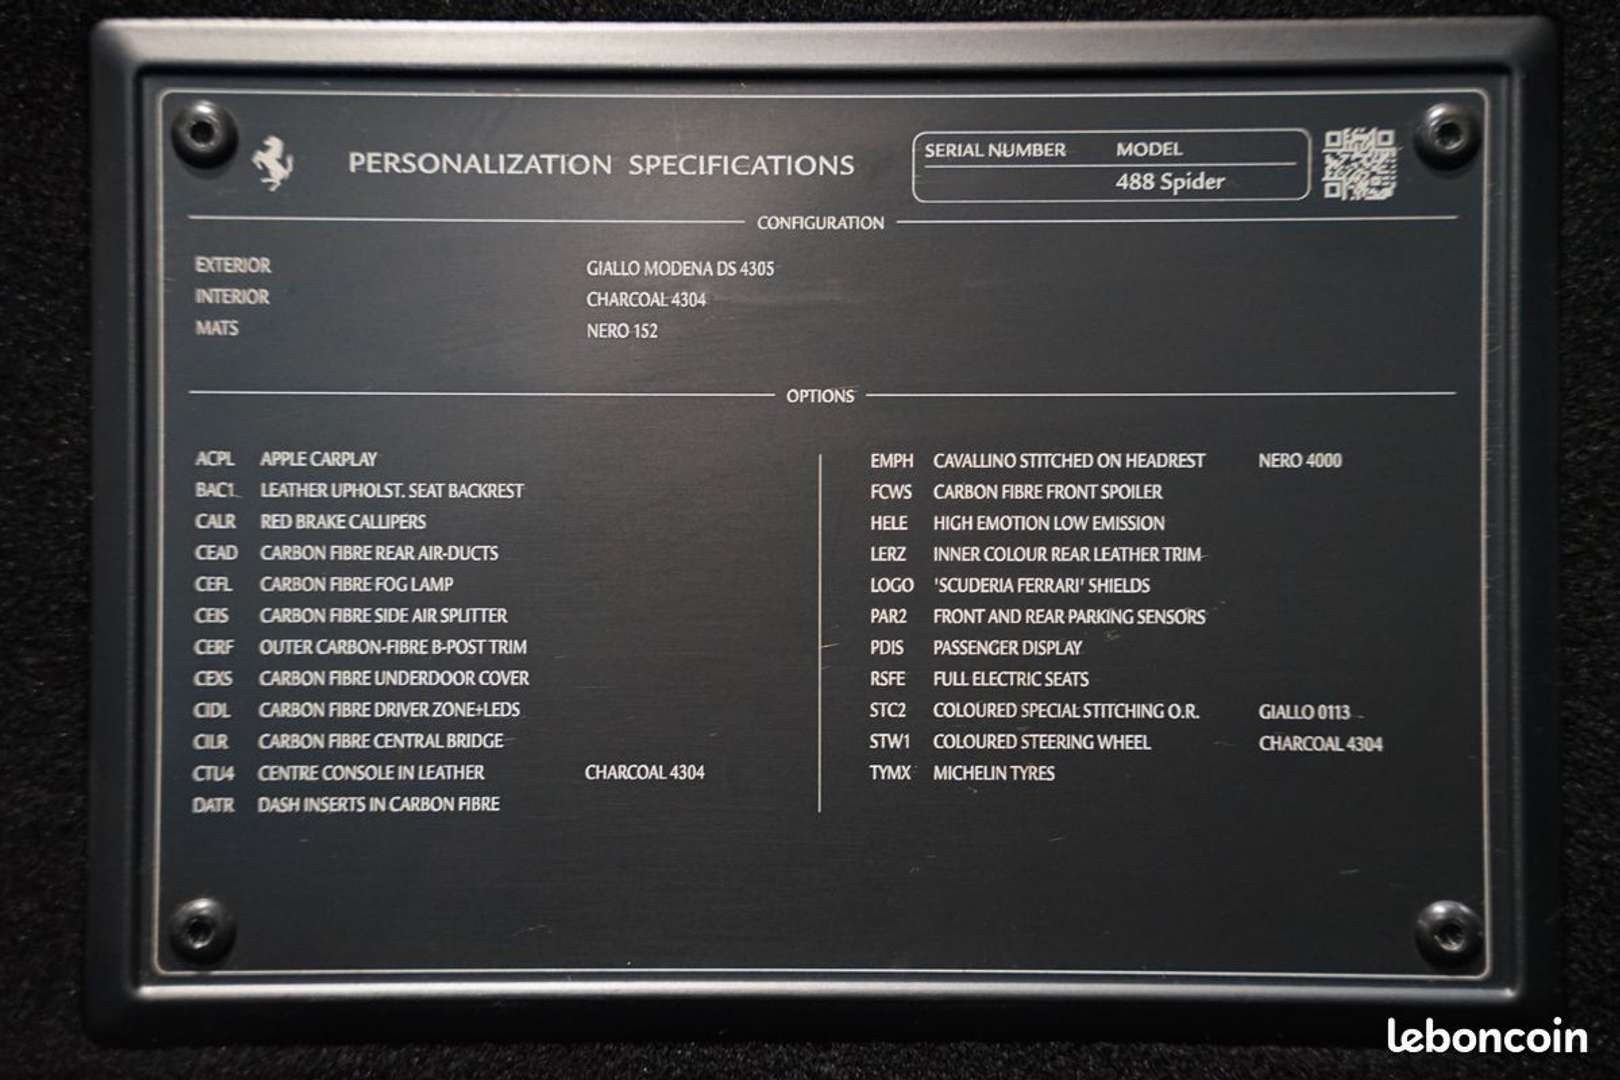 PERSONALIZATION SPECIFICATIONS
SERIAL NUMBER MODEL
488 Spider
CONFIGURATION
EXTERIOR GIALLO MODENA DS 4305
INTERIOR CHARCOAL 4304
MATS NERO 152
OPTIONS
ACPL APPLE CARPLAY
BAC1 LEATHER UPHOLST. SEAT BACKREST
CALR RED BRAKE CALLIPERS
CEAD CARBON FIBRE REAR AIR-DUCTS
CEFL CARBON FIBRE FOG LAMP
CEIS CARBON FIBRE SIDE AIR SPLITTER
CERF OUTER CARBON-FIBRE B-POST TRIM
CEXS CARBON FIBRE UNDERDOOR COVER
CIDL CARBON FIBRE DRIVER ZONE+LEDS
CILR CARBON FIBRE CENTRAL BRIDGE
CTU4 CENTRE CONSOLE IN LEATHER CHARCOAL 4304
DATR DASH INSERTS IN CARBON FIBRE
EMPH CAVALLINO STITCHED ON HEADREST NERO 4000
FCWS CARBON FIBRE FRONT SPOILER
HELE HIGH EMOTION LOW EMISSION
LERZ INNER COLOUR REAR LEATHER TRIM
LOGO 'SCUDERIA FERRARI' SHIELDS
PAR2 FRONT AND REAR PARKING SENSORS
PDIS PASSENGER DISPLAY
RSFE FULL ELECTRIC SEATS
STC2 COLOURED SPECIAL STITCHING O.R. GIALLO 0113
STW1 COLOURED STEERING WHEEL CHARCOAL 4304
TYMX MICHELIN TYRES
leboncoin